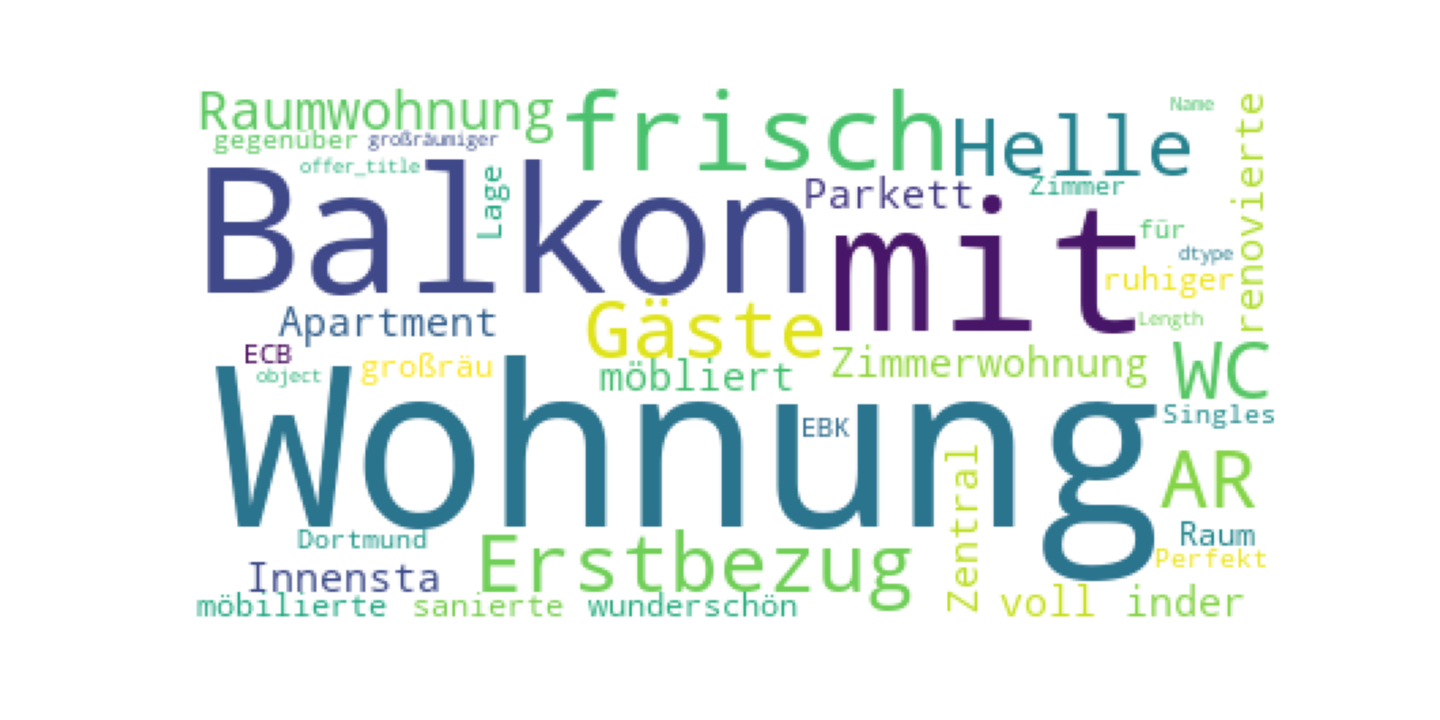 Raumwohnung
frisch
Helle
Name
renovierte
gegenüber
großräumiger
offer_title
Lage
Balkon
Parkett
Zimmer
mit
für
dtype
ruhiger
Length
Apartment
Gäste
ECB
object
großräu
möbliert
Zimmerwohnung
WC
Singles
Wohnung
EBK
AR
Zentral
Raum
Perfekt
Dortmund
Innensta
Erstbezug
möbilierte
sanierte
wunderschön
voll
inder